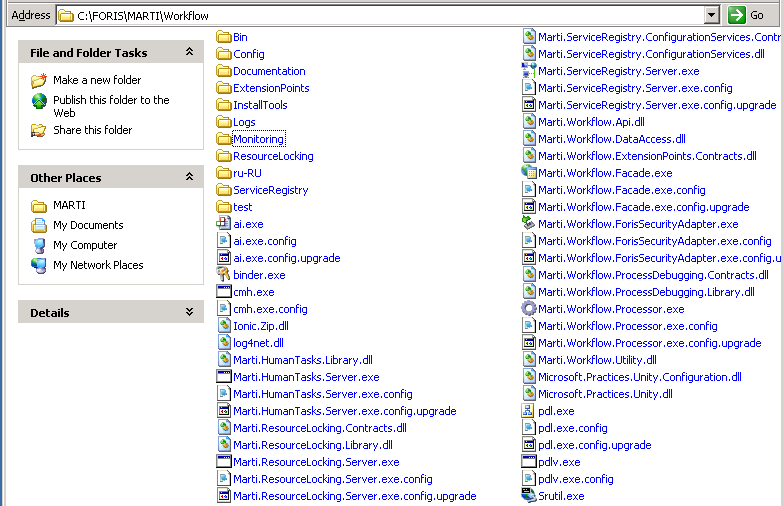 Address C:\FORIS\MARTI\Workflow Go
File and Folder Tasks
Make a new folder
Publish this folder to the
Web
Share this folder
Other Places
MARTI
My Documents
My Computer
My Network Places
Details
Bin
Config
Documentation
ExtensionPoints
InstallTools
Logs
Monitoring
ResourceLocking
ru-RU
ServiceRegistry
test
ai.exe
ai.exe.config
ai.exe.config.upgrade
binder.exe
cmh.exe
cmh.exe.config
Ionic.Zip.dll
log4net.dll
Marti.HumanTasks.Library.dll
Marti.HumanTasks.Server.exe
Marti.HumanTasks.Server.exe.config
Marti.HumanTasks.Server.exe.config.upgrade
Marti.ResourceLocking.Contracts.dll
Marti.ResourceLocking.Library.dll
Marti.ResourceLocking.Server.exe
Marti.ResourceLocking.Server.exe.config
Marti.ResourceLocking.Server.exe.config.upgrade
Marti.ServiceRegistry.ConfigurationServices.Contr
Marti.ServiceRegistry.ConfigurationServices.dll
Marti.ServiceRegistry.Server.exe
Marti.ServiceRegistry.Server.exe.config
Marti.ServiceRegistry.Server.exe.config.upgrade
Marti.Workflow.Api.dll
Marti.Workflow.DataAccess.dll
Marti.Workflow.ExtensionPoints.Contracts.dll
Marti.Workflow.Facade.exe
Marti.Workflow.Facade.exe.config
Marti.Workflow.Facade.exe.config.upgrade
Marti.Workflow.ForisSecurityAdapter.exe
Marti.Workflow.ForisSecurityAdapter.exe.config
Marti.Workflow.ForisSecurityAdapter.exe.config.u
Marti.Workflow.ProcessDebugging.Contracts.dll
Marti.Workflow.ProcessDebugging.Library.dll
Marti.Workflow.Processor.exe
Marti.Workflow.Processor.exe.config
Marti.Workflow.Processor.exe.config.upgrade
Marti.Workflow.Utility.dll
Microsoft.Practices.Unity.Configuration.dll
Microsoft.Practices.Unity.dll
pdl.exe
pdl.exe.config
pdl.exe.config.upgrade
pdlv.exe
pdlv.exe.config
Srutil.exe